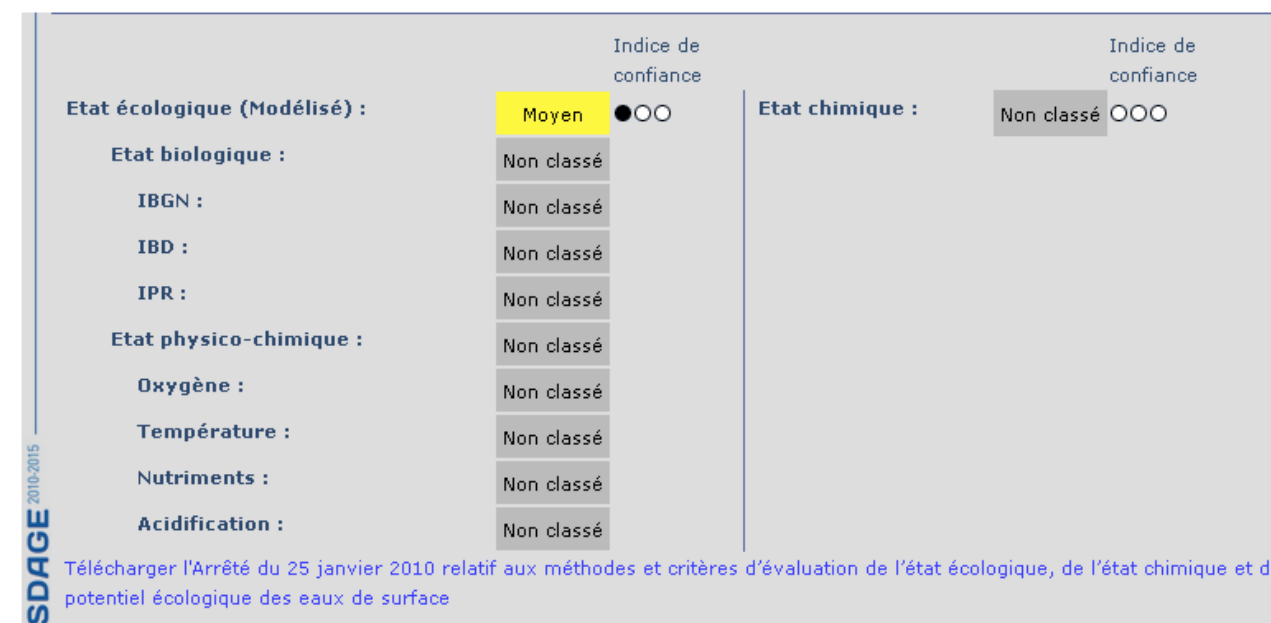 Indice de
confiance
Indice de
confiance
Etat écologique (Modélisé) : Moyen
Etat chimique : Non classé
Etat biologique : Non classé
IBGN : Non classé
IBD : Non classé
IPR : Non classé
Etat physico-chimique : Non classé
Oxygène : Non classé
Température : Non classé
Nutriments : Non classé
Acidification : Non classé
Télécharger l'Arrêté du 25 janvier 2010 relatif aux méthodes et critères d'évaluation de l'état écologique, de l'état chimique et d
potentiel écologique des eaux de surface
SDAGE 2010-2015